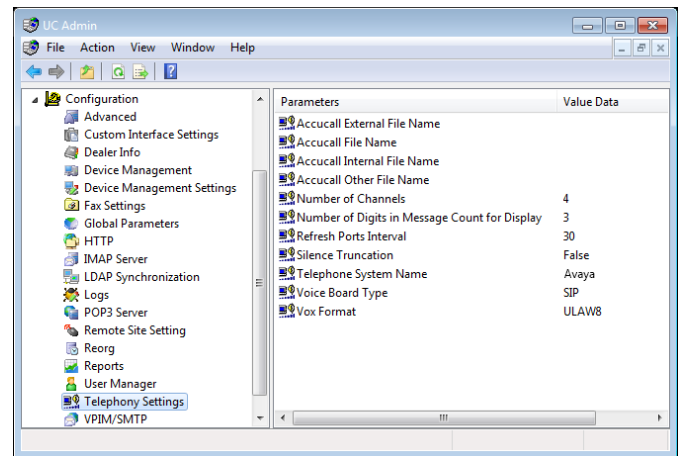 UC Admin
File Action View Window Help
Configuration
Advanced
Custom Interface Settings
Dealer Info
Device Management
Device Management Settings
Fax Settings
Global Parameters
HTTP
IMAP Server
LDAP Synchronization
Logs
POP3 Server
Remote Site Setting
Reorg
Reports
User Manager
Telephony Settings
VPIM/SMTP
Parameters Value Data
Accucall External File Name
Accucall File Name
Accucall Internal File Name
Accucall Other File Name
Number of Channels 4
Number of Digits in Message Count for Display 3
Refresh Ports Interval 30
Silence Truncation False
Telephone System Name Avaya
Voice Board Type SIP
Vox Format ULAW8